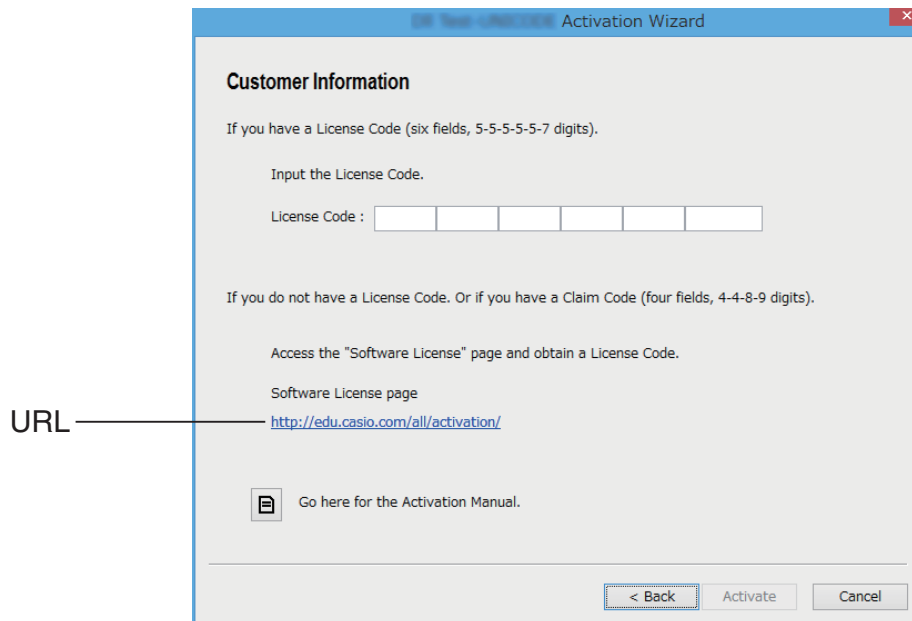 Activation Wizard
Customer Information
If you have a License Code (six fields, 5-5-5-5-5-7 digits).
Input the License Code.
License Code :
If you do not have a License Code. Or if you have a Claim Code (four fields, 4-4-8-9 digits).
Access the "Software License" page and obtain a License Code.
Software License page
URL
http://edu.casio.com/all/activation/
Go here for the Activation Manual.
< Back
Activate
Cancel